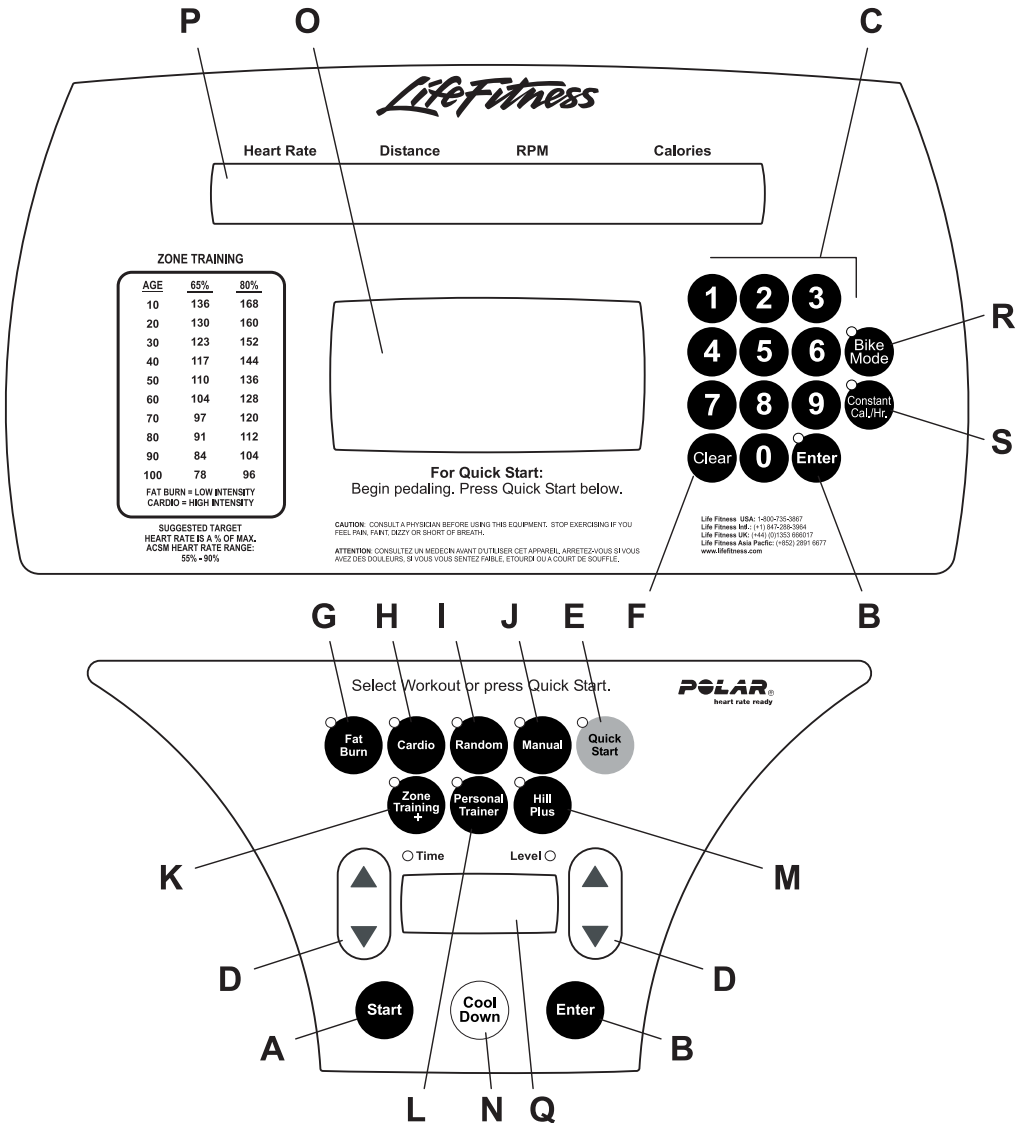 P O C
LifeFitness
Heart Rate Distance RPM Calories
ZONE TRAINING
AGE 65% 80%
10 136 168
20 130 160
30 123 152
40 117 144
50 110 136
60 104 128
70 97 120
80 91 112
90 84 104
100 78 96
FAT BURN = LOW INTENSITY
CARDIO = HIGH INTENSITY
SUGGESTED TARGET
HEART RATE IS A % OF MAX.
ACSM HEART RATE RANGE:
55% - 90%
For Quick Start:
Begin pedaling. Press Quick Start below.
CAUTION: CONSULT A PHYSICIAN BEFORE USING THIS EQUIPMENT. STOP EXERCISING IF YOU
FEEL PAIN, FAINT, DIZZY OR SHORT OF BREATH.
ATTENTION: CONSULTEZ UN MEDECIN AVANT D'UTILISER CET APPAREIL, ARRETEZ-VOUS SI VOUS
AVEZ DES DOULEURS, SI VOUS VOUS SENTEZ FAIBLE, ETOURDI OU A COURT DE SOUFFLE.
1 2 3
4 5 6 Bike
Mode
7 8 9 Constant
Cal./Hr.
Clear 0 Enter
R
S
Life Fitness USA: 1-800-735-3867
Life Fitness Intl.: (+1) 847-288-3964
Life Fitness UK: (+44) (0)1353 666017
Life Fitness Asia Pacfic: (+852) 2891 6677
www.lifefitness.com
G H I J E F B
Select Workout or press Quick Start.
POLAR®
heart rate ready
Fat
Burn
Cardio
Random
Manual
Quick
Start
Zone
Training
+
Personal
Trainer
Hill
Plus
K
M
Time Level
D D
Start
Cool
Down
Enter
A B
L N Q